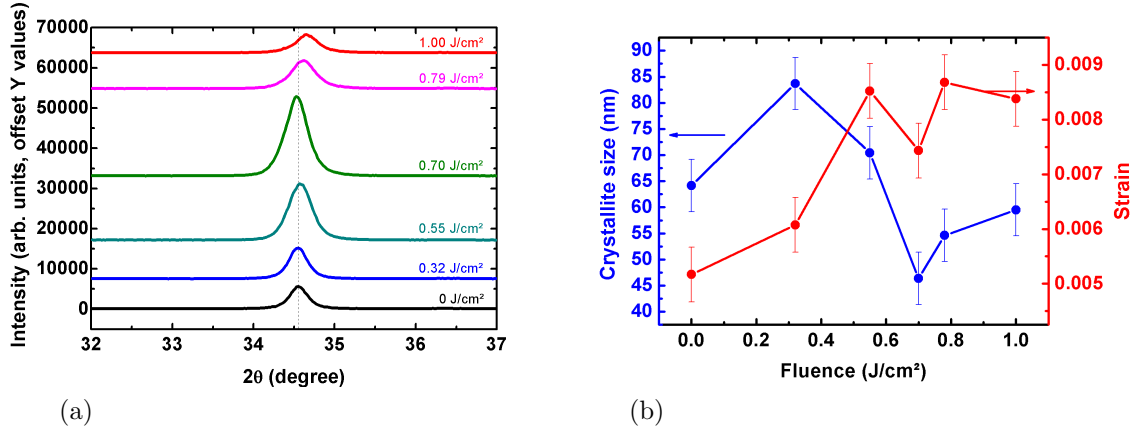 70000
60000
50000
40000
30000
20000
10000
0
Intensity (arb. units, offset Y values)
1.00 J/cm²
0.79 J/cm²
0.70 J/cm²
0.55 J/cm²
0.32 J/cm²
0 J/cm²
32 33 34 35 36 37
2θ (degree)
(a)
90
85
80
75
70
65
60
55
50
45
40
Crystallite size (nm)
0.009
0.008
0.007
0.006
0.005
Strain
0.0 0.2 0.4 0.6 0.8 1.0
Fluence (J/cm²)
(b)